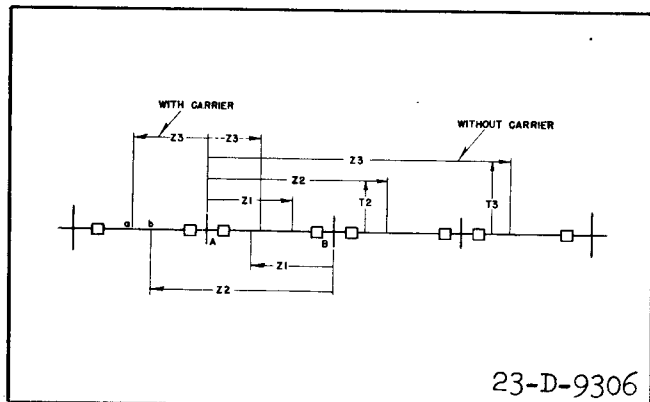 WITH CARRIER
WITHOUT CARRIER
Z3 Z3
Z3
Z2
Z1
T2
T3
a b
A
B
Z1
Z2
23-D-9306